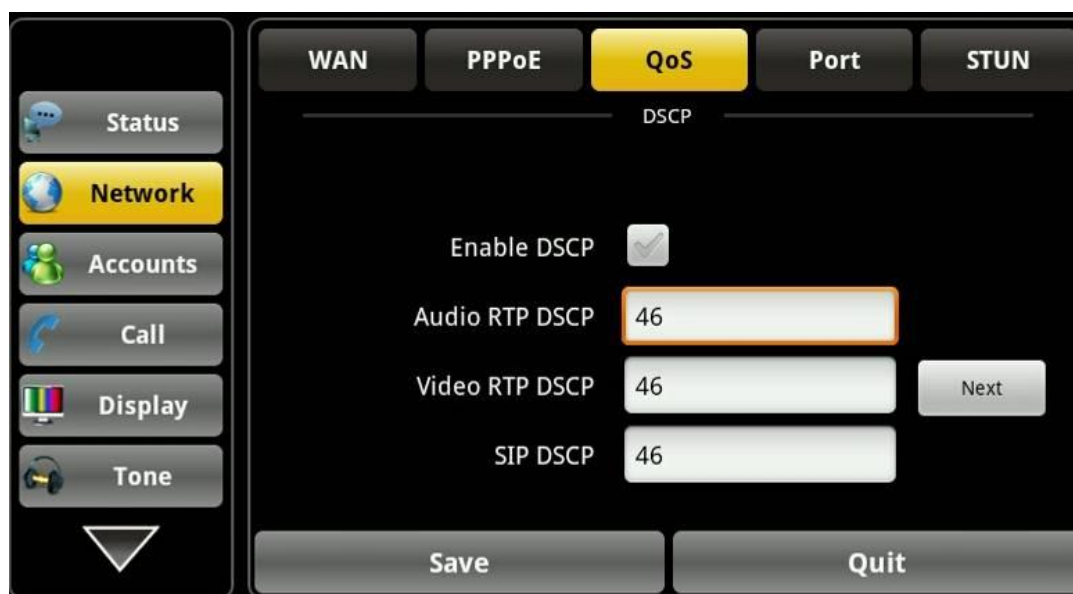 WAN PPPoE QoS Port STUN
DSCP
Status
Network
Accounts
Call
Display
Tone
Enable DSCP
Audio RTP DSCP 46
Video RTP DSCP 46 Next
SIP DSCP 46
Save Quit